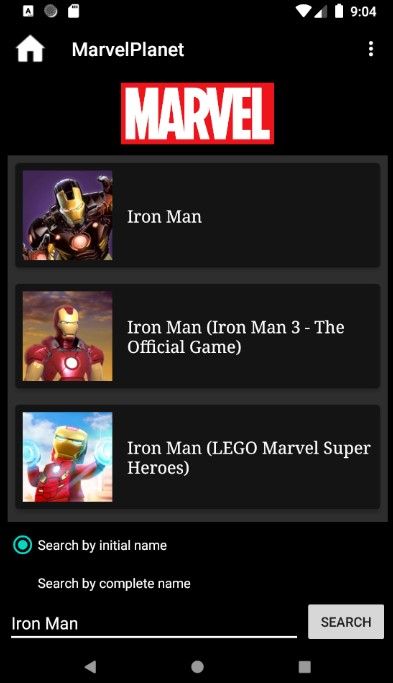 A
9:04
MarvelPlanet
MARVEL
Iron Man
Iron Man (Iron Man 3 - The
Official Game)
Iron Man (LEGO Marvel Super
Heroes)
Search by initial name
Search by complete name
Iron Man
SEARCH